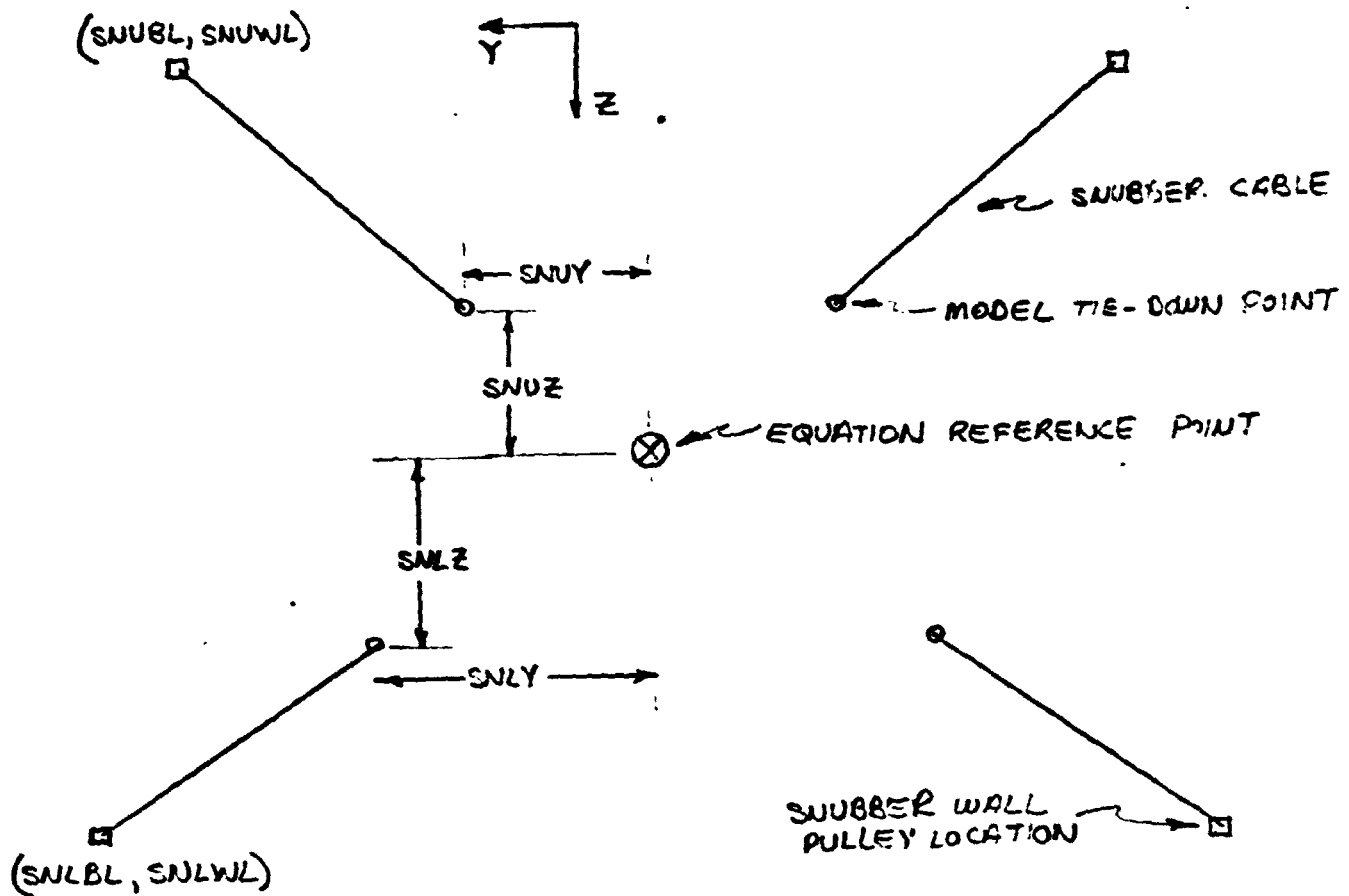 (SNUBL, SNUWL)
Y
Z
SNUBBER CABLE
SNUY
MODEL TIE-DOWN POINT
SNUZ
EQUATION REFERENCE POINT
SNLZ
SNLY
SNUBBER WALL
PULLEY LOCATION
(SNLBL, SNLWL)